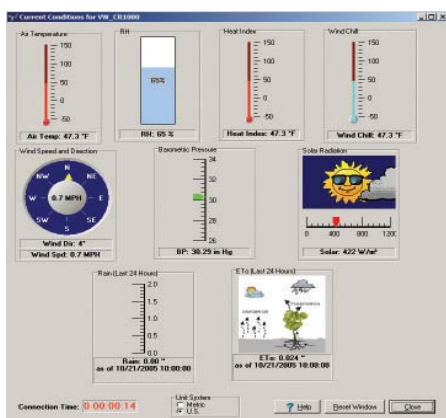 Current Conditions for VW_CR1000
Air Temperature
150
100
50
0
-50
Air Temp: 47.3 °F
RH
65%
RH: 65 %
Heat Index
150
100
50
0
-50
Heat Index: 47.3 °F
Wind Chill
150
100
50
0
-50
Wind Chill: 47.3 °F
Wind Speed and Direction
N
NE
E
SE
S
SW
W
NW
0.7 MPH
Wind Dir: 4°
Wind Spd: 0.7 MPH
Barometric Pressure
34
32
30
28
26
BP: 30.29 in Hg
Solar Radiation
0 400 800 1200
Solar: 422 W/m²
Rain (Last 24 Hours)
2.0
1.5
1.0
0.5
0.0
Rain: 0.00 "
as of 10/21/2005 10:00:00
ETo (Last 24 Hours)
ETo: 0.024 "
as of 10/21/2005 10:00:00
Connection Time: 0:00:00:14
Unit System
Metric
U.S.
Help
Reset Window
Close